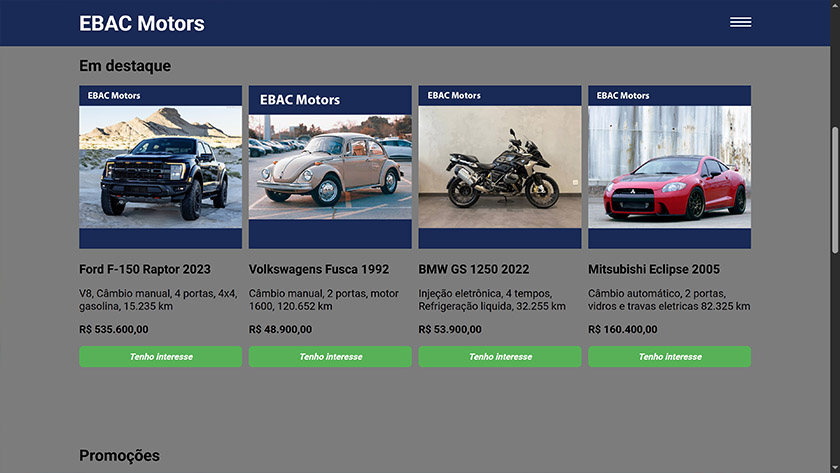 EBAC Motors
Em destaque
EBAC Motors
EBAC Motors
EBAC Motors
EBAC Motors
Ford F-150 Raptor 2023
V8, Câmbio manual, 4 portas, 4x4,
gasolina, 15.235 km
R$ 535.600,00
Tenho interesse
Volkswagens Fusca 1992
Câmbio manual, 2 portas, motor
1600, 120.652 km
R$ 48.900,00
Tenho interesse
BMW GS 1250 2022
Injeção eletrônica, 4 tempos,
Refrigeração liquida, 32.255 km
R$ 53.900,00
Tenho interesse
Mitsubishi Eclipse 2005
Câmbio automático, 2 portas,
vidros e travas eletricas 82.325 km
R$ 160.400,00
Tenho interesse
Promoções